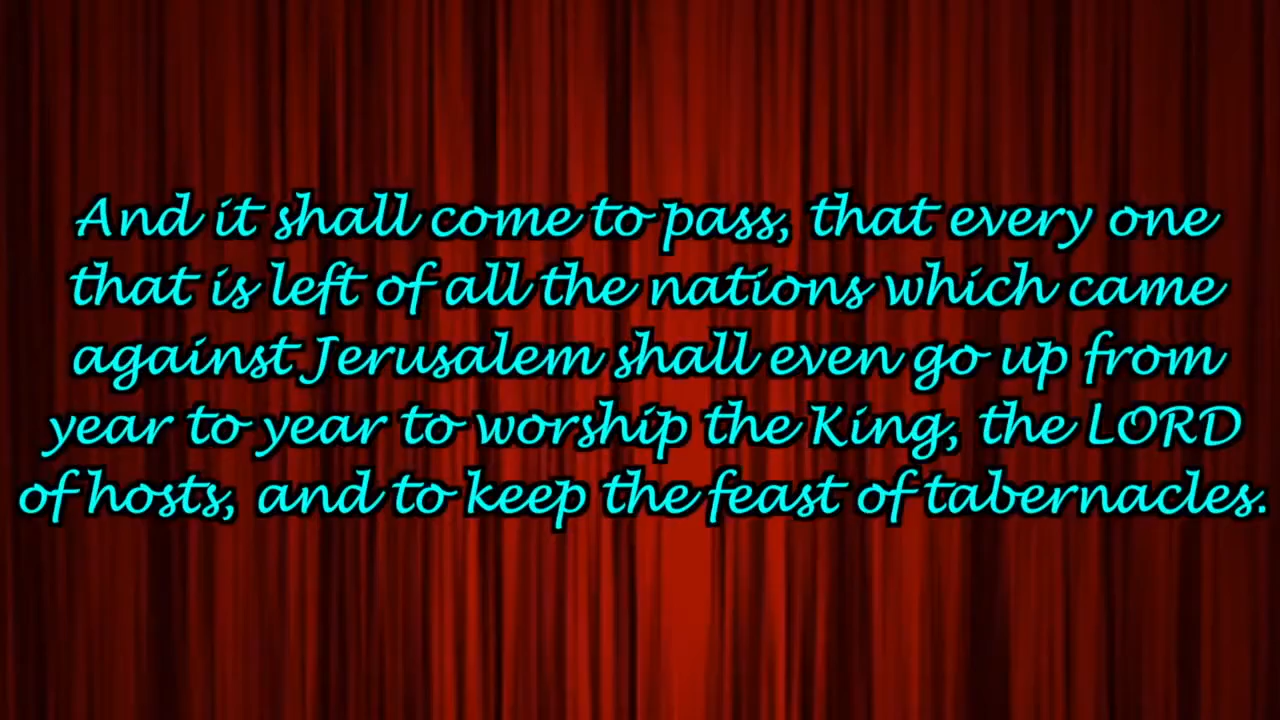 And it shall come to pass, that every one
that is left of all the nations which came
against Jerusalem shall even go up from
year to year to worship the King, the LORD
of hosts, and to keep the feast of tabernacles.